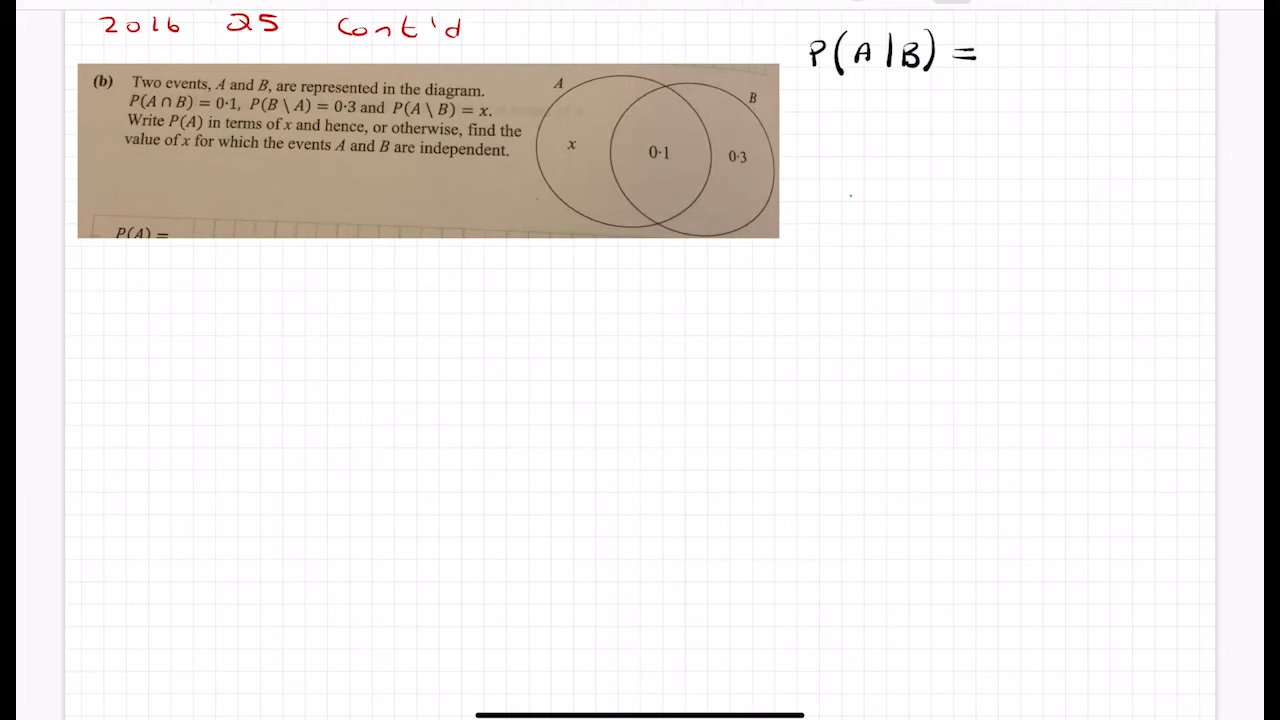 2016 Q5 Cont'd
P(A|B) =
(b) Two events, A and B, are represented in the diagram.
P(A ∩ B) = 0·1, P(B \ A) = 0·3 and P(A \ B) = x.
Write P(A) in terms of x and hence, or otherwise, find the
value of x for which the events A and B are independent.
A
B
x
0·1
0·3
P(A) =